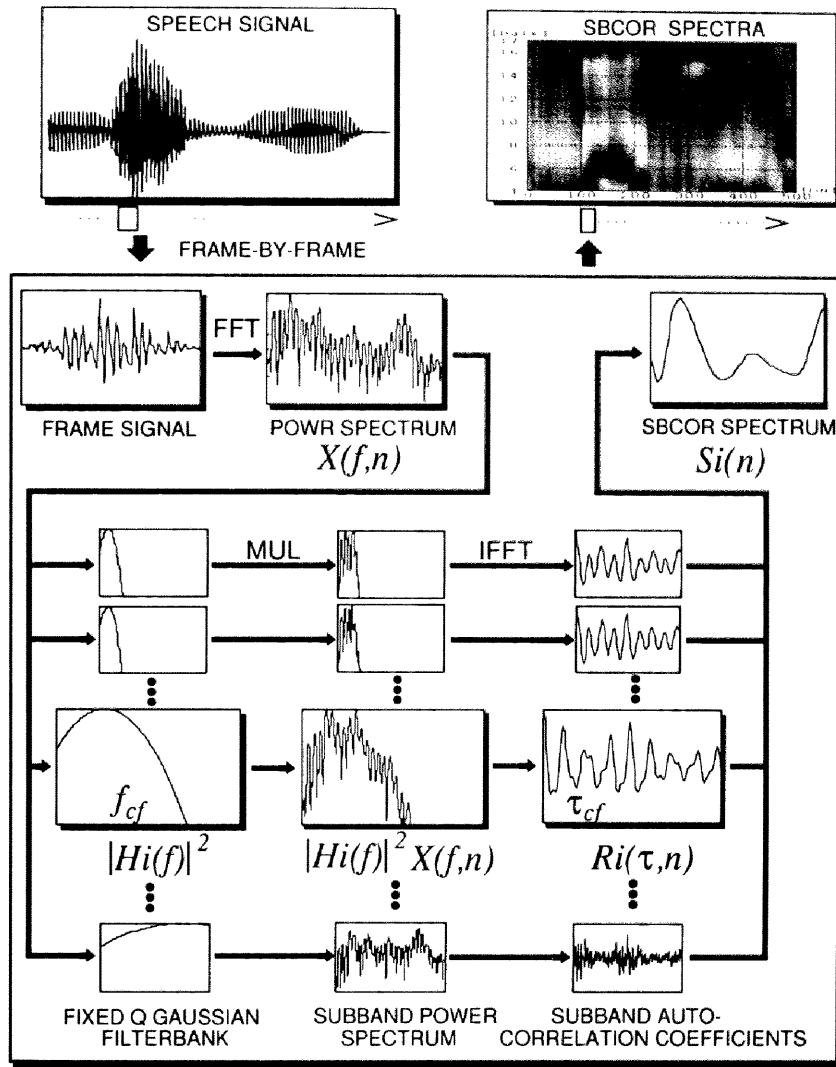 SPEECH SIGNAL
SBCOR SPECTRA
FRAME-BY-FRAME
FFT
FRAME SIGNAL
POWR SPECTRUM
X(f,n)
SBCOR SPECTRUM
Si(n)
MUL
IFFT
f_cf
τ_cf
|Hi(f)|²
|Hi(f)|² X(f,n)
Ri(τ,n)
FIXED Q GAUSSIAN
FILTERBANK
SUBBAND POWER
SPECTRUM
SUBBAND AUTO-
CORRELATION COEFFICIENTS